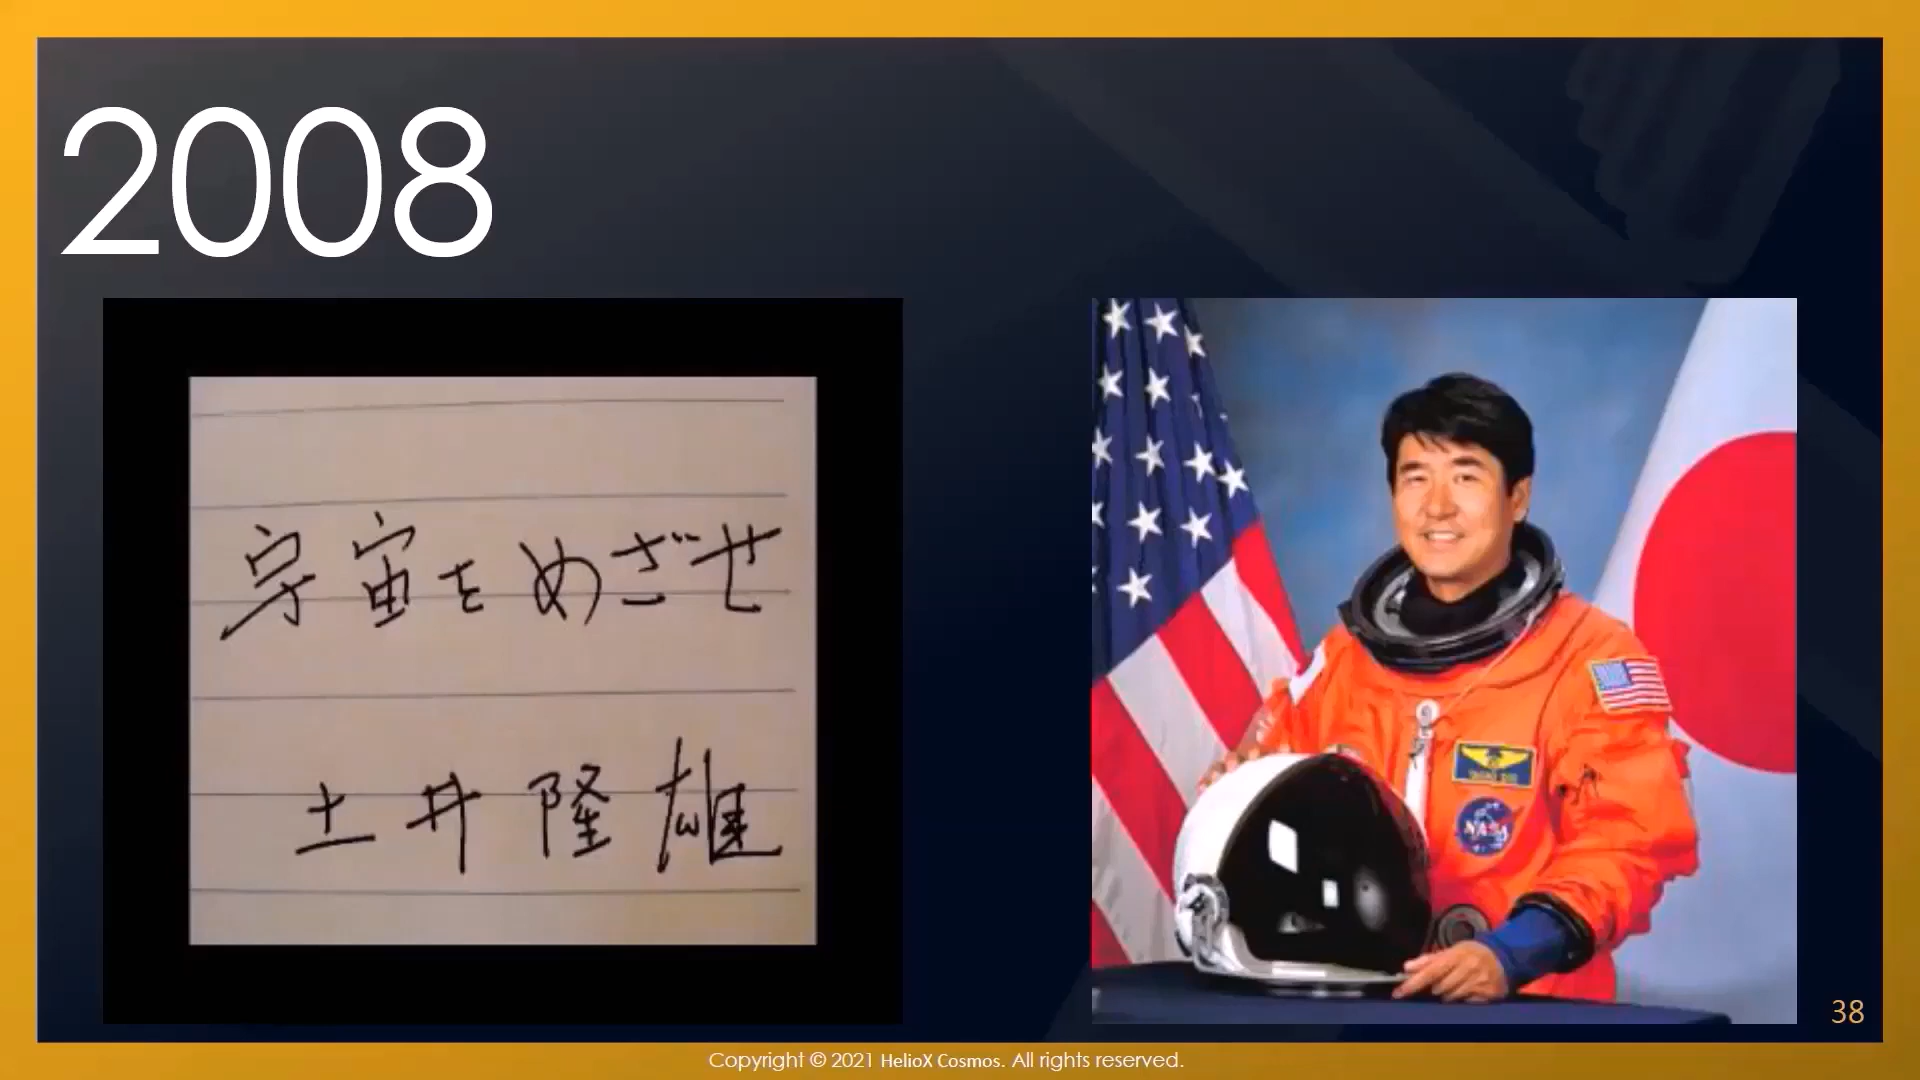 2008
宇宙をめざせ
土井隆雄
NASA
38
Copyright © 2021 HelioX Cosmos. All rights reserved.